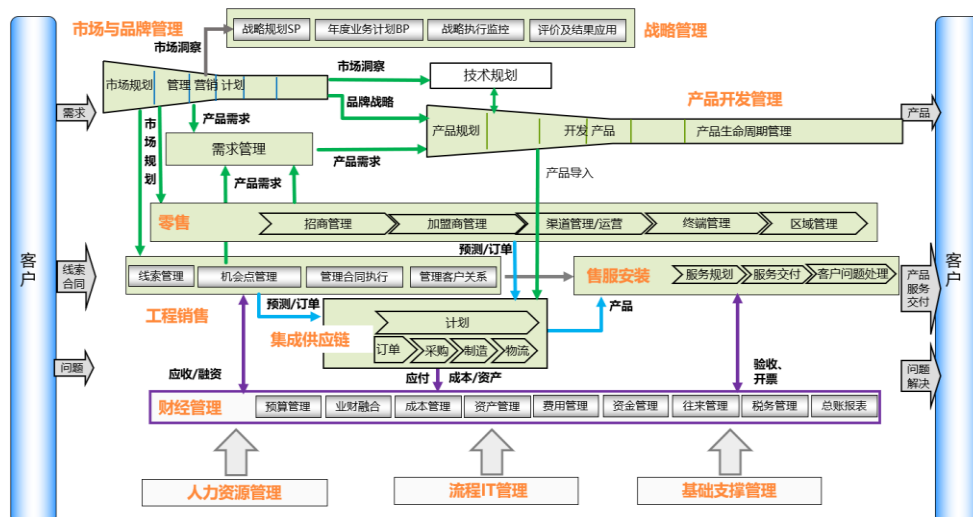 市场与品牌管理
战略规划SP
年度业务计划BP
战略执行监控
评价及结果应用
战略管理
市场洞察
市场洞察
技术规划
市场规划
管理 营销 计划
品牌战略
产品开发管理
需求
产品
市场规划
产品需求
产品规划
开发 产品
产品生命周期管理
需求管理
产品需求
产品需求
产品导入
零售
招商管理
加盟商管理
渠道管理/运营
终端管理
区域管理
预测/订单
客户
客户
线索
合同
线索管理
机会点管理
管理合同执行
管理客户关系
售服安装
服务规划
服务交付
客户问题处理
产品
服务
交付
工程销售
预测/订单
产品
集成供应链
计划
订单
采购
制造
物流
问题
问题
解决
应收/融资
应付
成本/资产
验收、
开票
财经管理
预算管理
业财融合
成本管理
资产管理
费用管理
资金管理
往来管理
税务管理
总账报表
人力资源管理
流程IT管理
基础支撑管理